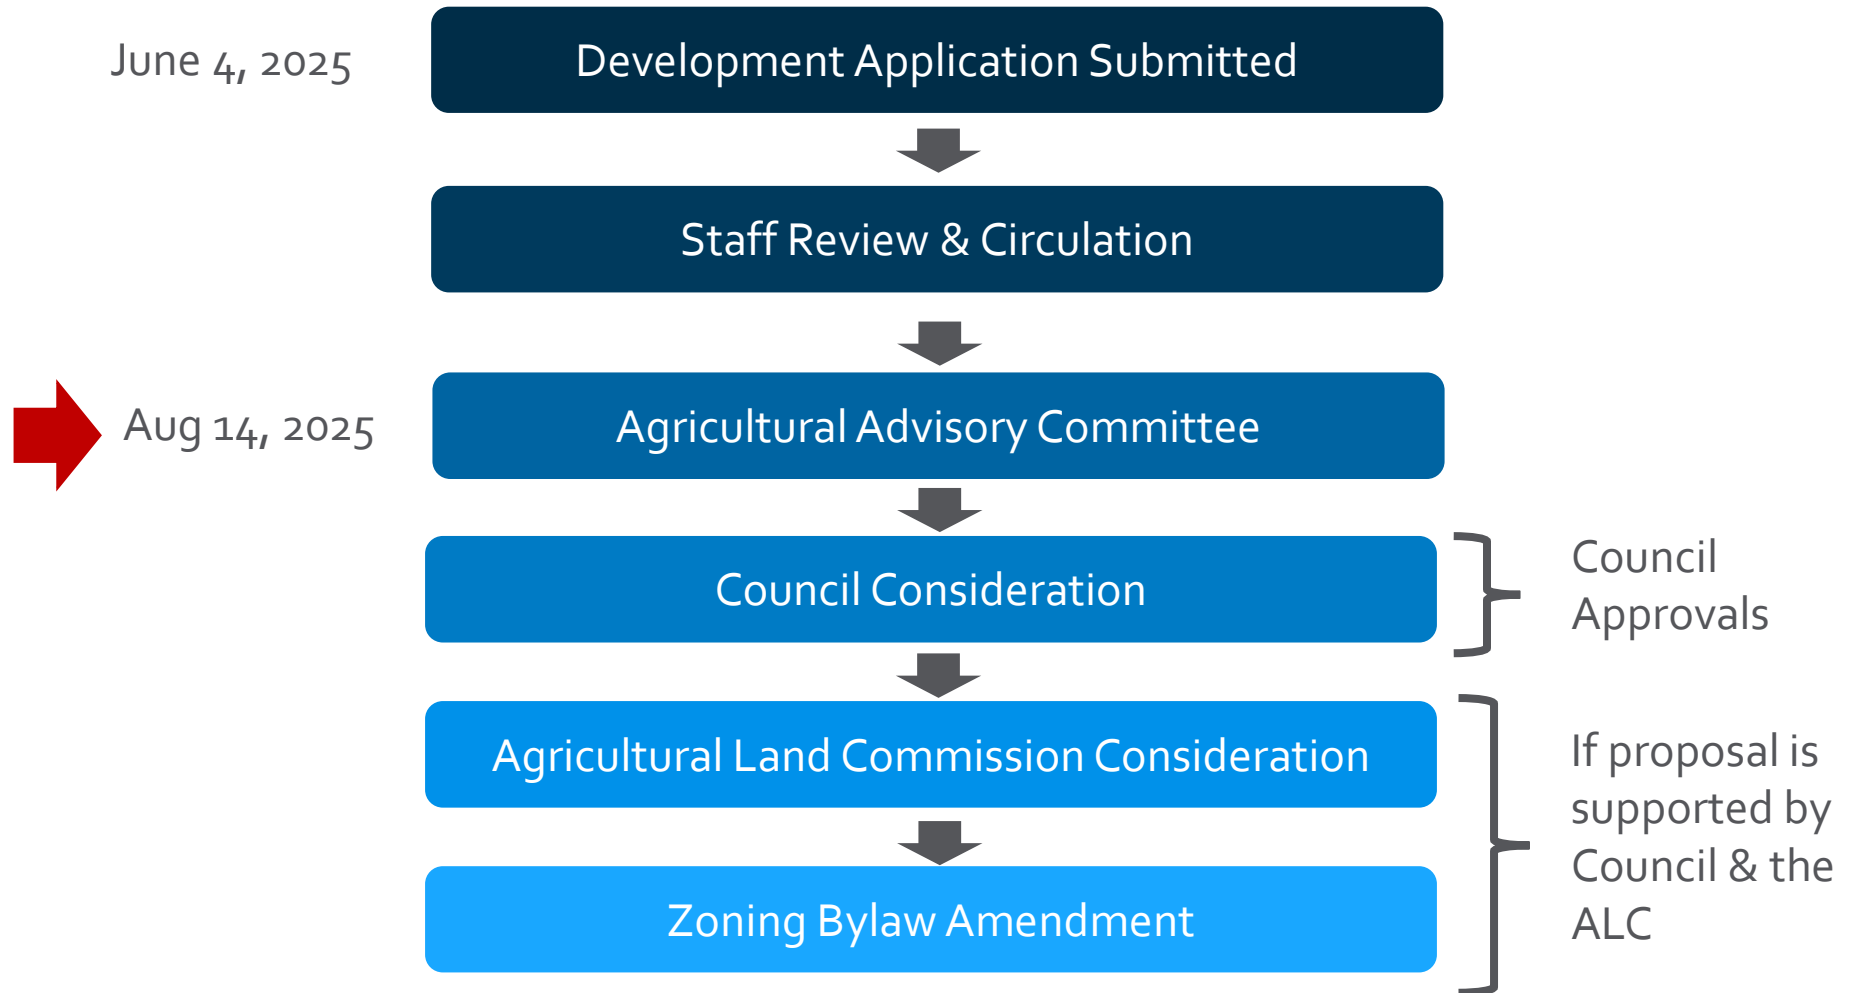 June 4, 2025
Development Application Submitted
Staff Review & Circulation
Aug 14, 2025
Agricultural Advisory Committee
Council Consideration
Council
Approvals
Agricultural Land Commission Consideration
If proposal is
supported by
Council & the
ALC
Zoning Bylaw Amendment